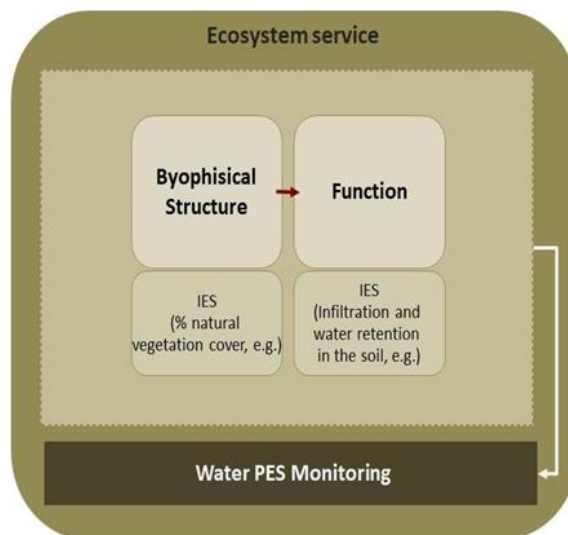 Ecosystem service
Byophisical
Structure
Function
IES
(% natural
vegetation cover, e.g.)
IES
(Infiltration and
water retention
in the soil, e.g.)
Water PES Monitoring